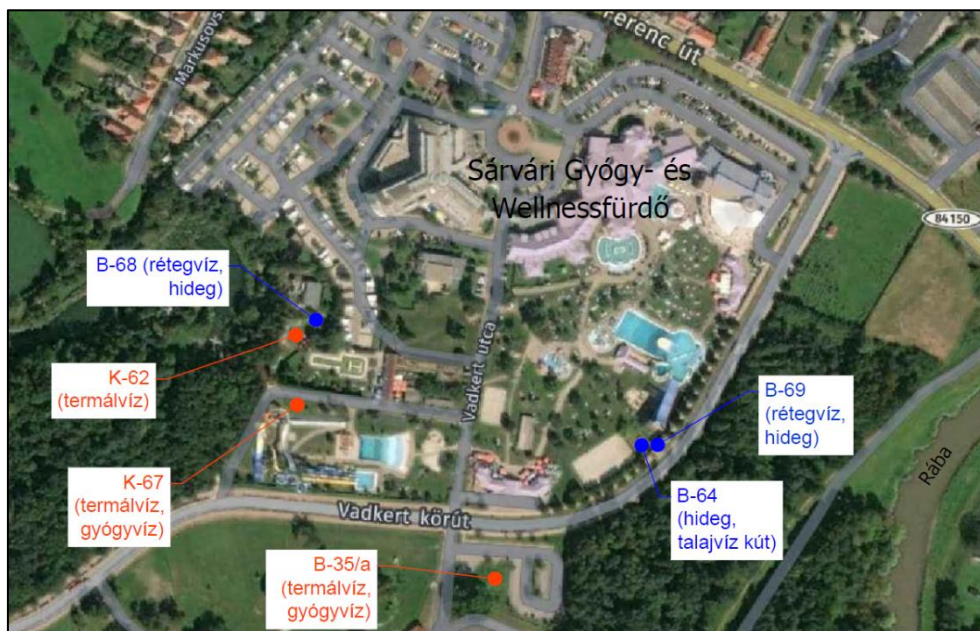 Markusovs
Ferenc út
Sárvári Gyógy- és
Wellnessfürdő
84150
B-68 (rétegvíz,
hideg)
K-62
(termálvíz)
Vadkert utca
B-69
(rétegvíz,
hideg)
K-67
(termálvíz,
gyógyvíz)
Rába
B-64
(hideg,
talajvíz kút)
Vadkert körút
B-35/a
(termálvíz,
gyógyvíz)